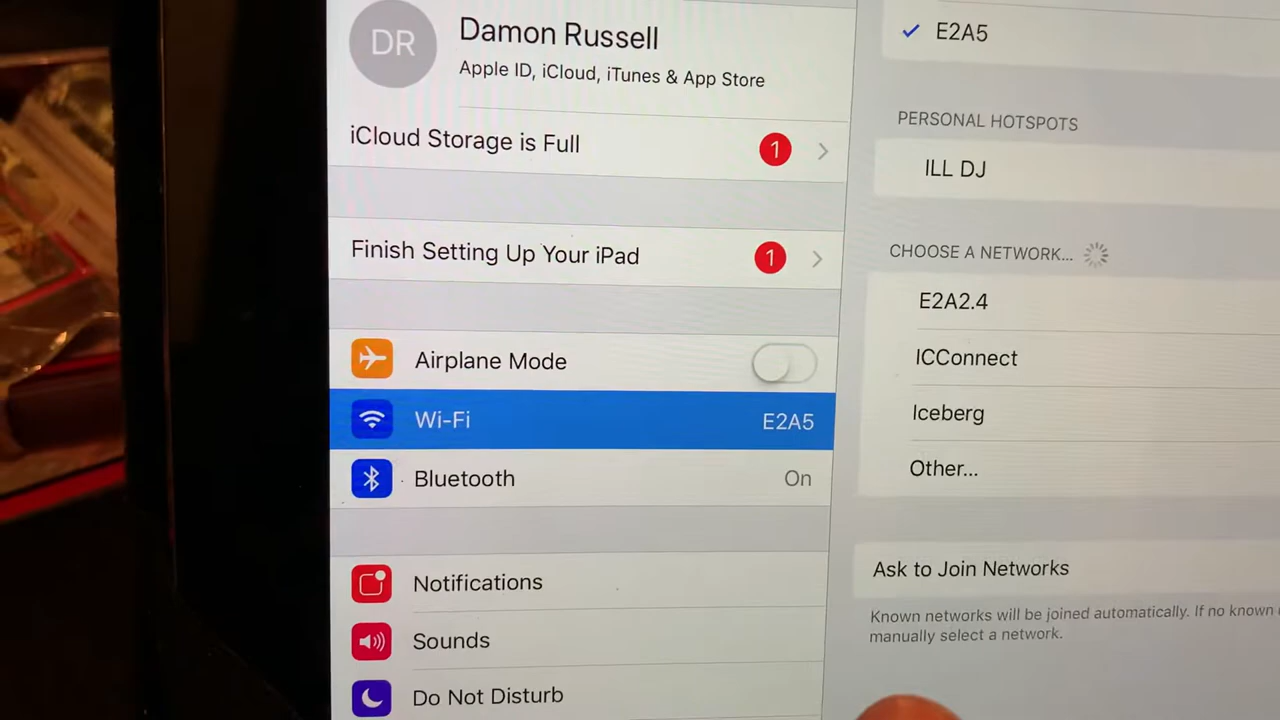 DR
Damon Russell
Apple ID, iCloud, iTunes & App Store
iCloud Storage is Full 1
Finish Setting Up Your iPad 1
Airplane Mode
Wi-Fi E2A5
Bluetooth On
Notifications
Sounds
Do Not Disturb
E2A5
PERSONAL HOTSPOTS
ILL DJ
CHOOSE A NETWORK...
E2A2.4
ICConnect
Iceberg
Other...
Ask to Join Networks
Known networks will be joined automatically. If no known
manually select a network.